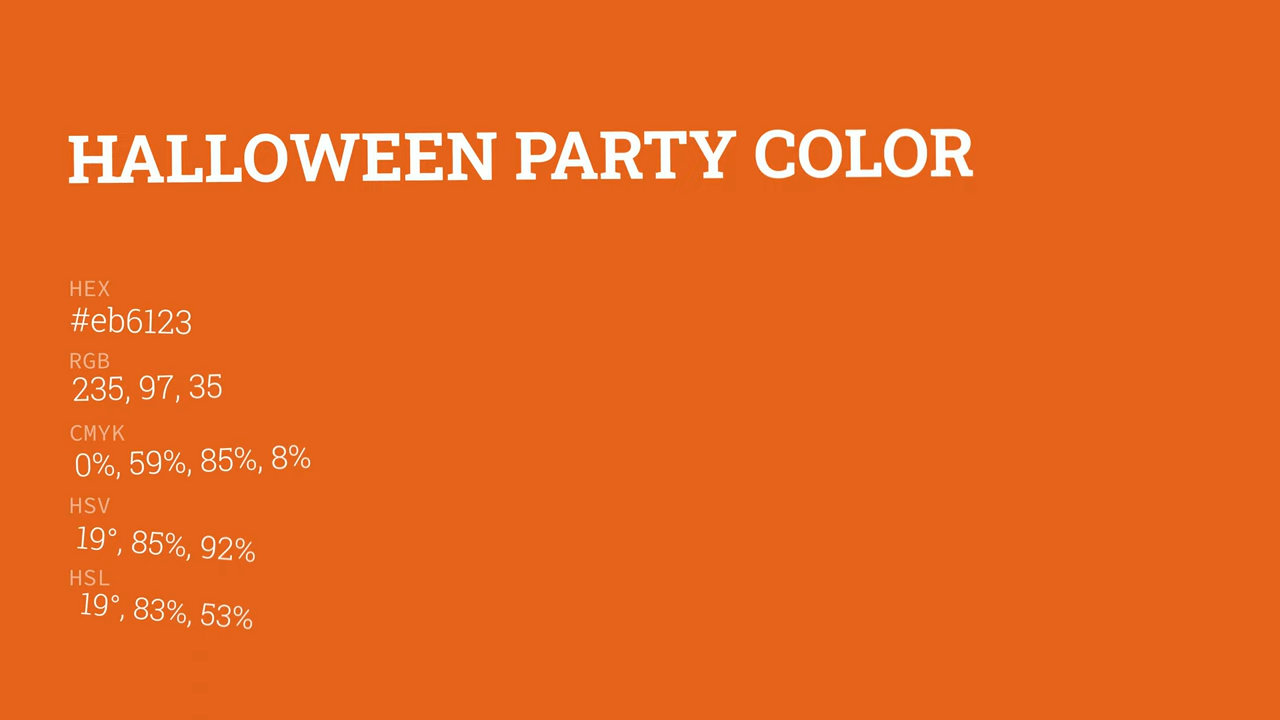 HALLOWEEN PARTY COLOR
HEX
#eb6123
RGB
235, 97, 35
CMYK
0%, 59%, 85%, 8%
HSV
19°, 85%, 92%
HSL
19°, 83%, 53%